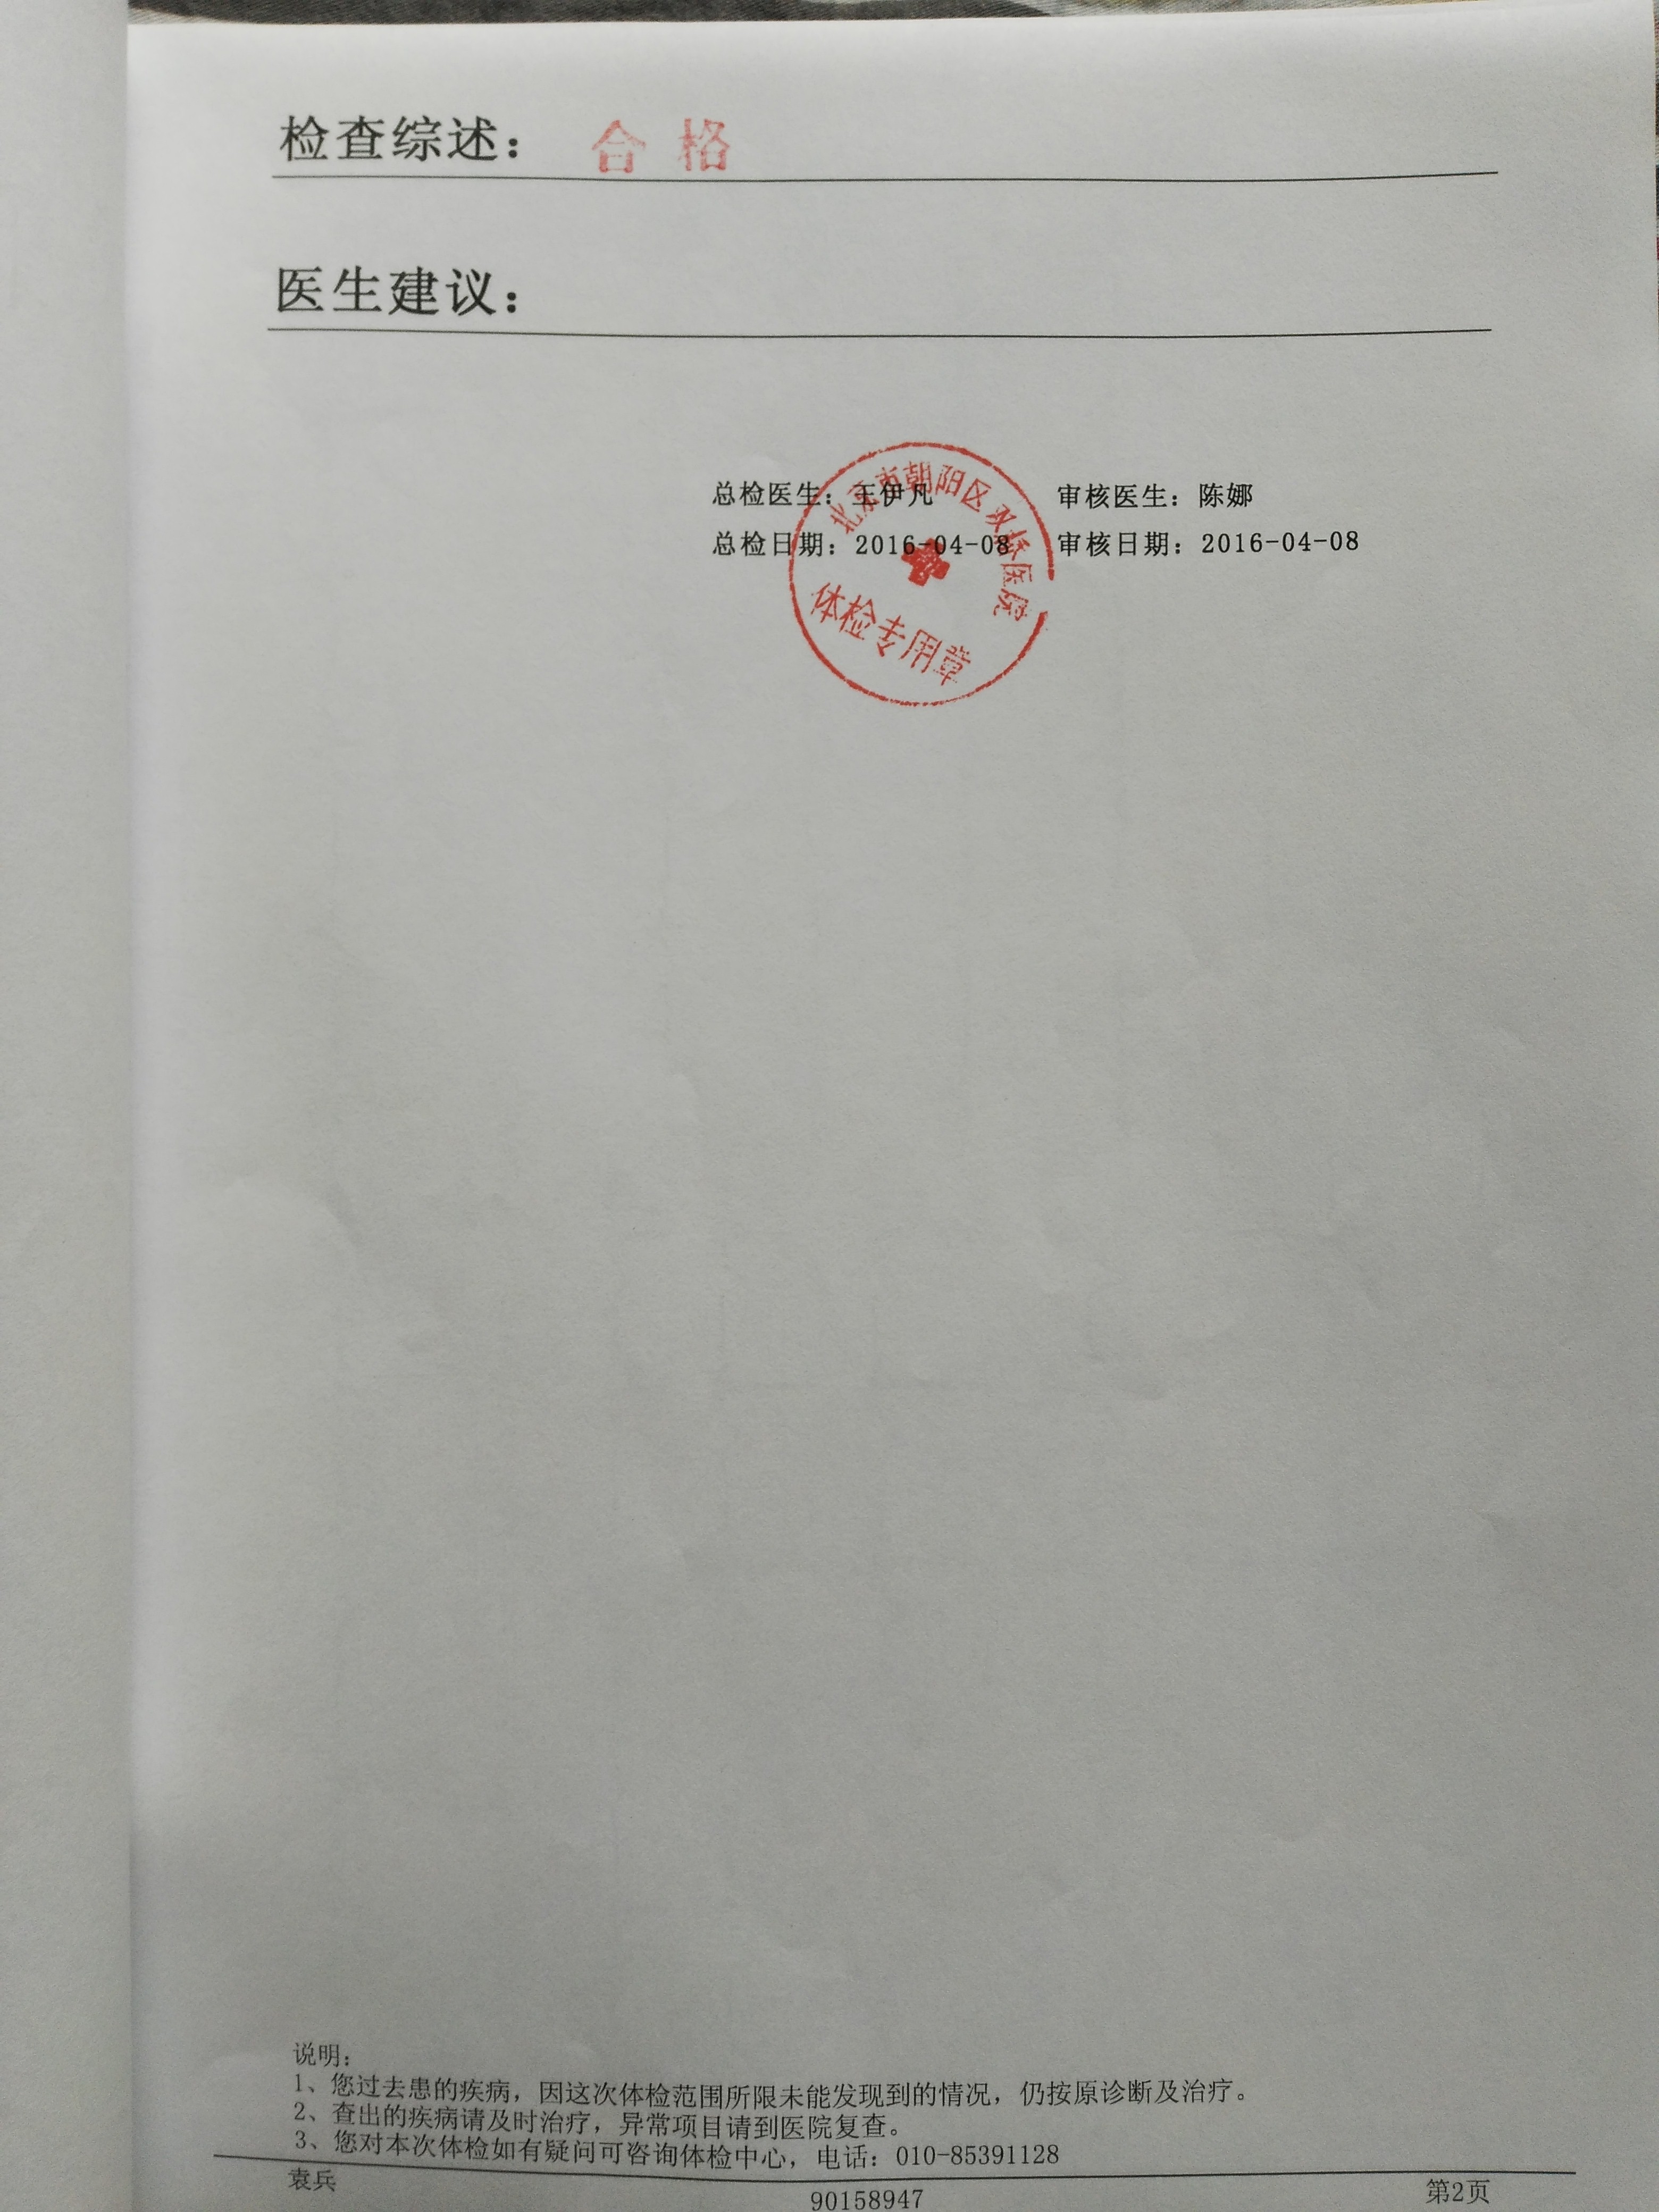 检查综述：合格
医生建议：
总检医生：王伊凡 审核医生：陈娜
总检日期：2016-04-08 审核日期：2016-04-08
北京市朝阳区双桥医院
体检专用章
说明：
1、您过去患的疾病，因这次体检范围所限未能发现到的情况，仍按原诊断及治疗。
2、查出的疾病请及时治疗，异常项目请到医院复查。
3、您对本次体检如有疑问可咨询体检中心，电话：010-85391128
袁兵 90158947 第2页